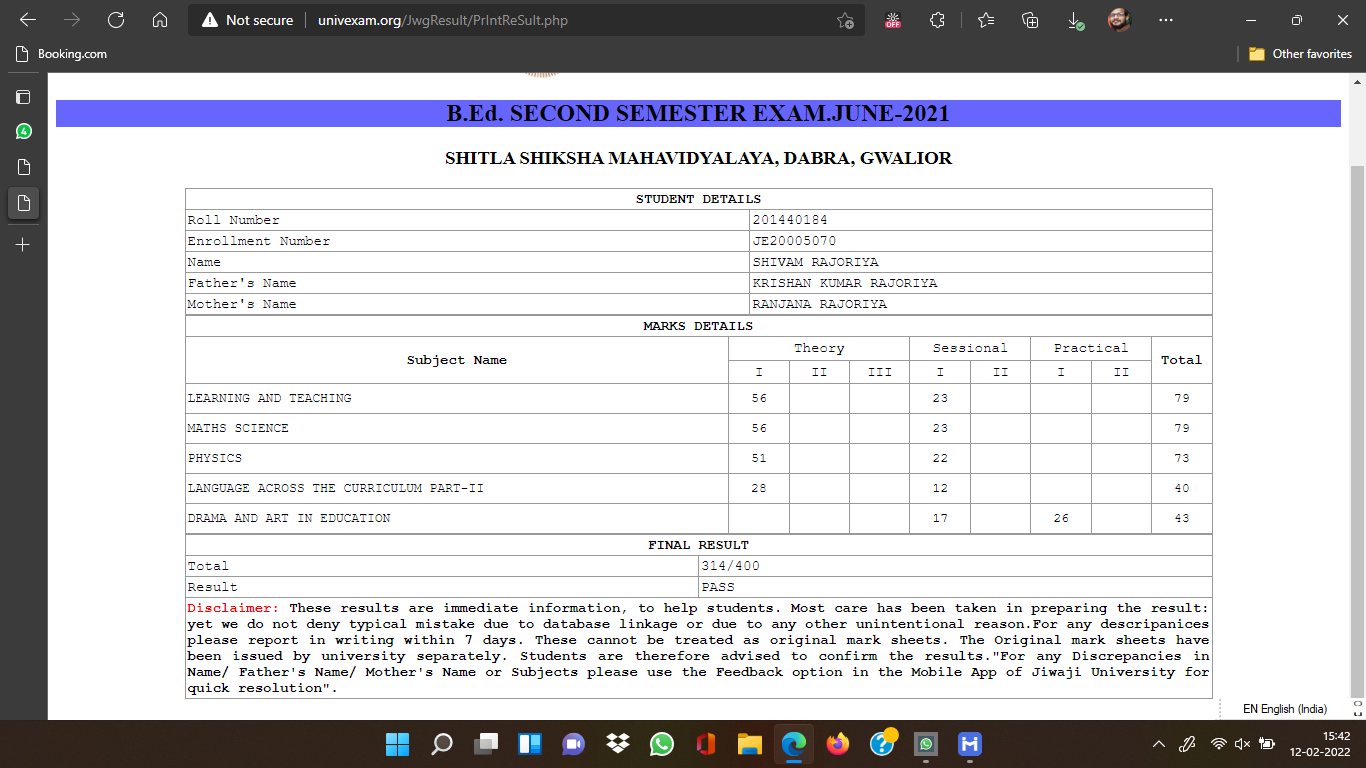 Not secure univexam.org/JwgResult/PrIntReSult.php
OFF
Booking.com Other favorites
4
B.Ed. SECOND SEMESTER EXAM.JUNE-2021
SHITLA SHIKSHA MAHAVIDYALAYA, DABRA, GWALIOR
STUDENT DETAILS
Roll Number 201440184
Enrollment Number JE20005070
Name SHIVAM RAJORIYA
Father's Name KRISHAN KUMAR RAJORIYA
Mother's Name RANJANA RAJORIYA
MARKS DETAILS
Subject Name Theory Sessional Practical Total
I II III I II I II
LEARNING AND TEACHING 56 23 79
MATHS SCIENCE 56 23 79
PHYSICS 51 22 73
LANGUAGE ACROSS THE CURRICULUM PART-II 28 12 40
DRAMA AND ART IN EDUCATION 17 26 43
FINAL RESULT
Total 314/400
Result PASS
Disclaimer: These results are immediate information, to help students. Most care has been taken in preparing the result:
yet we do not deny typical mistake due to database linkage or due to any other unintentional reason.For any descripanices
please report in writing within 7 days. These cannot be treated as original mark sheets. The Original mark sheets have
been issued by university separately. Students are therefore advised to confirm the results."For any Discrepancies in
Name/ Father's Name/ Mother's Name or Subjects please use the Feedback option in the Mobile App of Jiwaji University for
quick resolution".
EN English (India)
15:42
12-02-2022